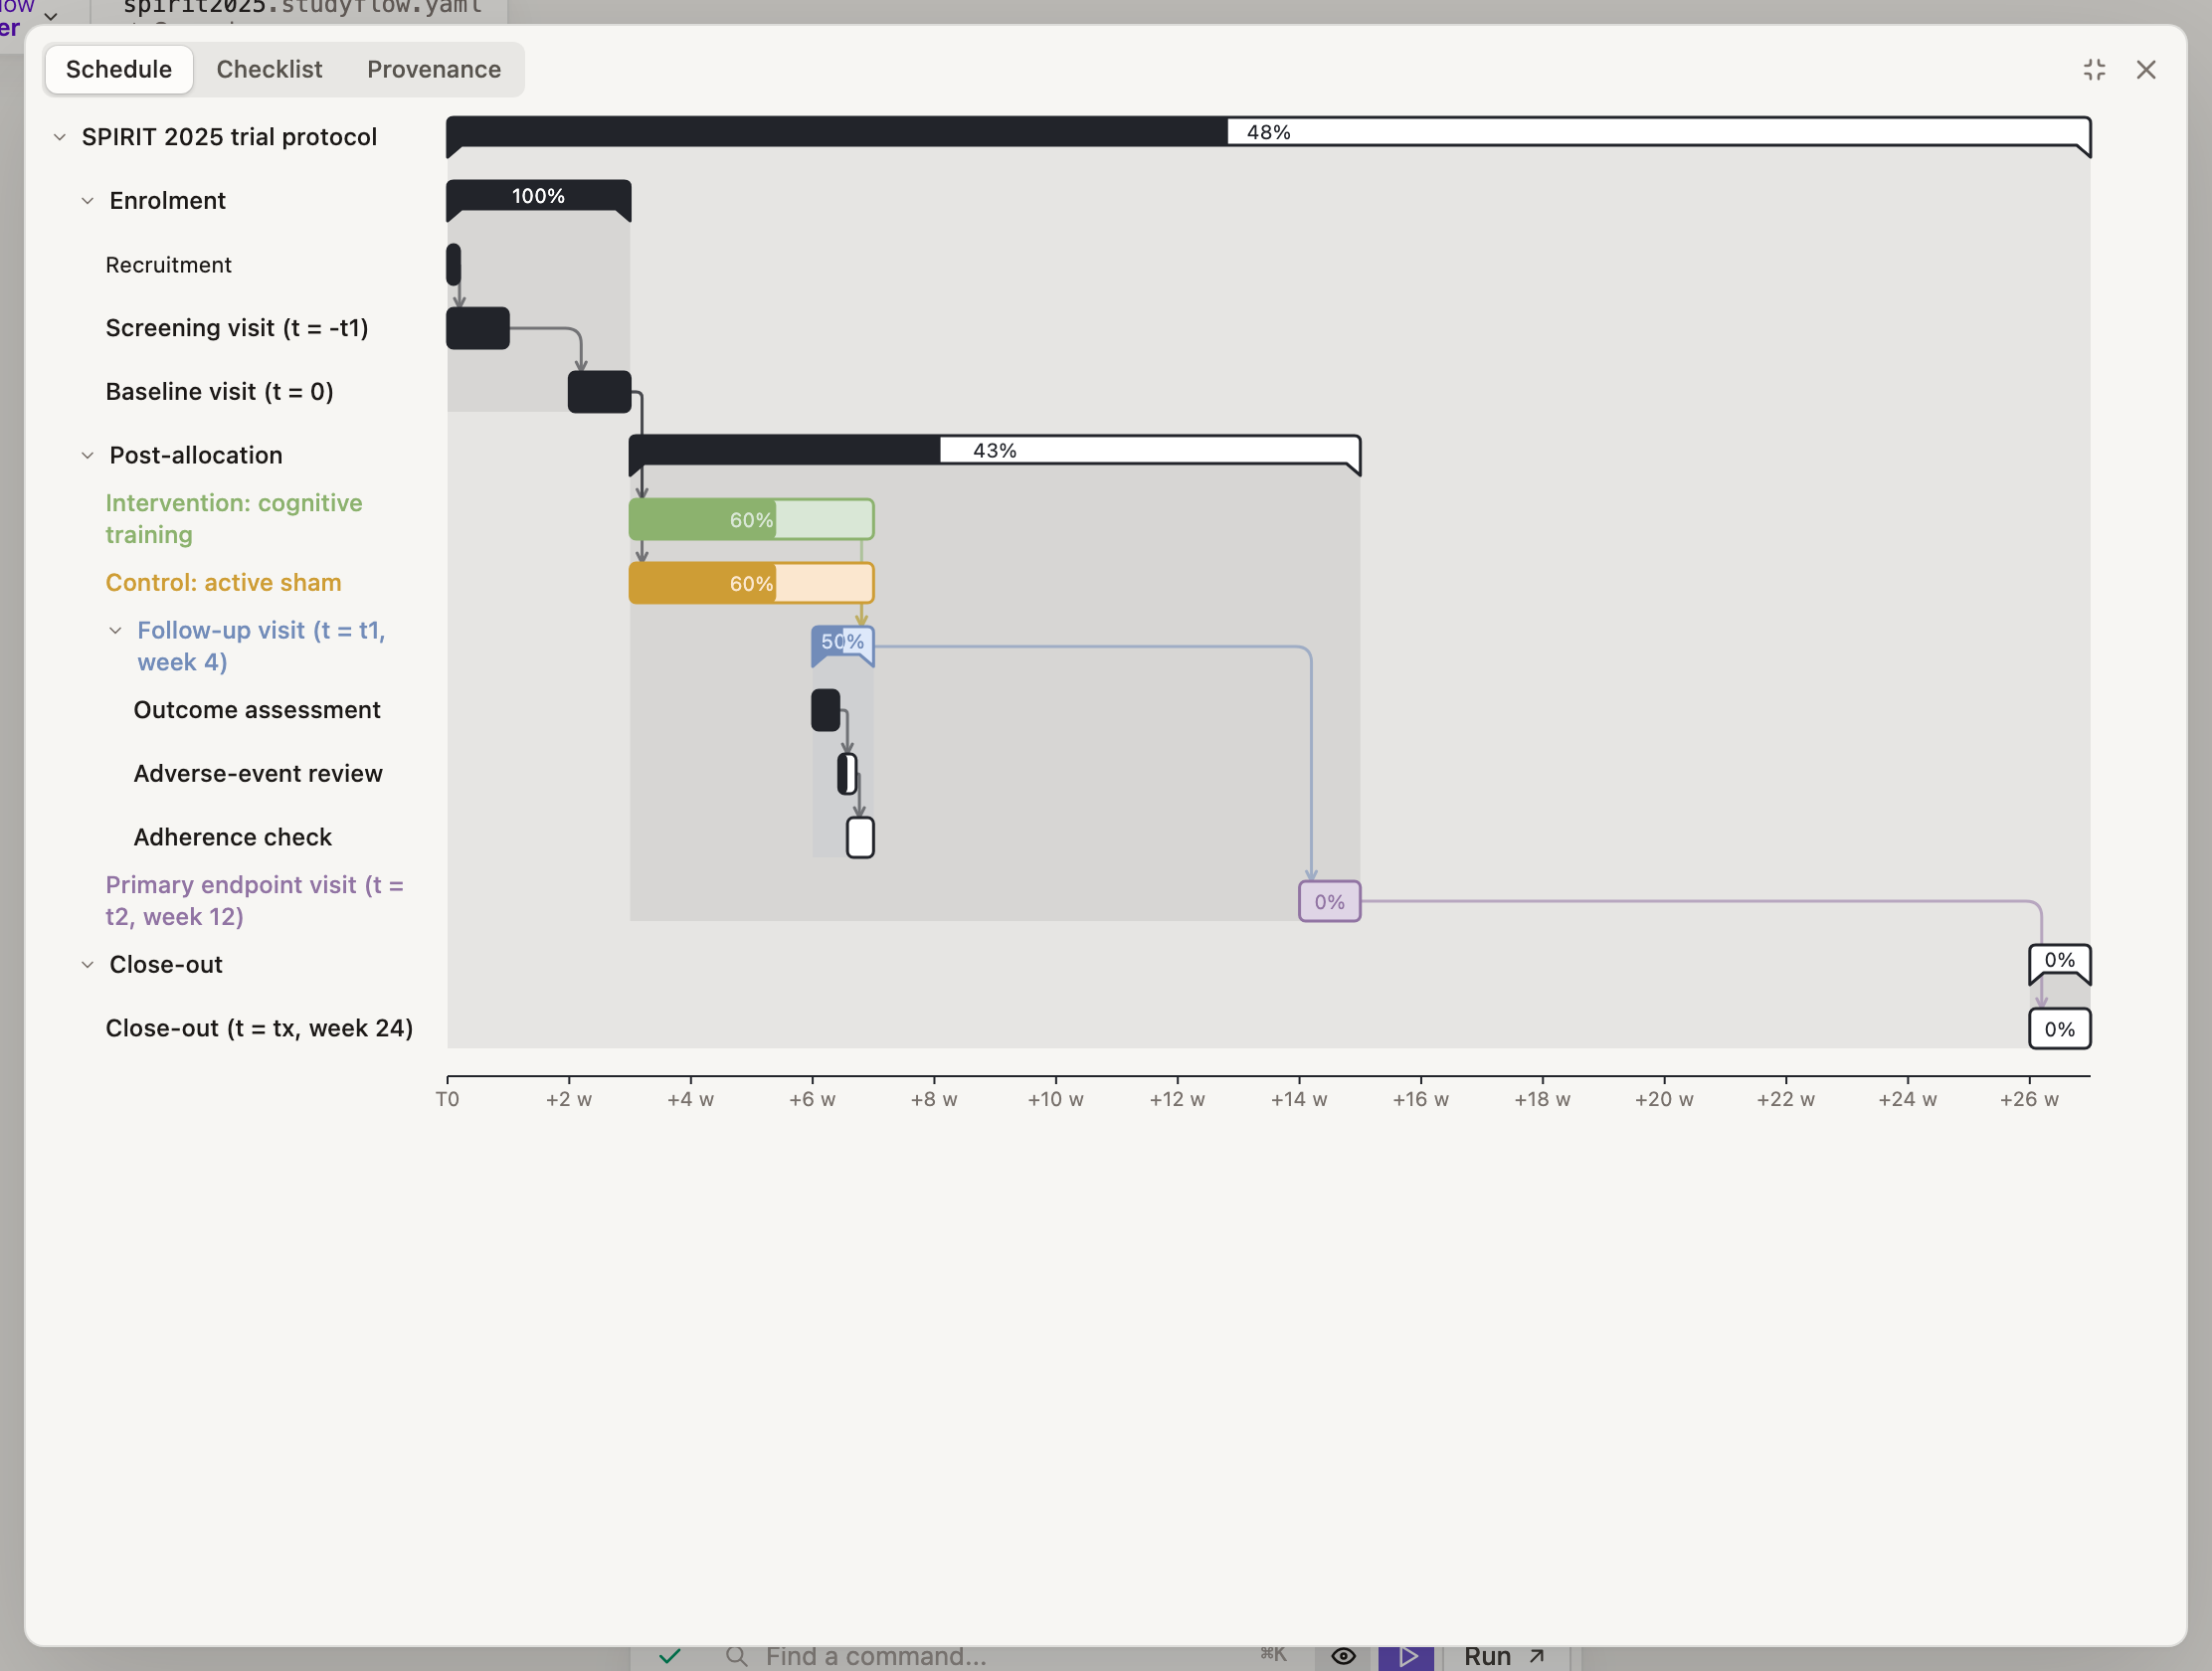 spirit2025.studyflow.yaml
er
Schedule
Checklist
Provenance
SPIRIT 2025 trial protocol
48%
Enrolment
100%
Recruitment
Screening visit (t = -t1)
Baseline visit (t = 0)
Post-allocation
43%
Intervention: cognitive
training
60%
Control: active sham
60%
Follow-up visit (t = t1,
week 4)
50%
Outcome assessment
Adverse-event review
Adherence check
Primary endpoint visit (t =
t2, week 12)
0%
Close-out
0%
Close-out (t = tx, week 24)
0%
T0
+2 w
+4 w
+6 w
+8 w
+10 w
+12 w
+14 w
+16 w
+18 w
+20 w
+22 w
+24 w
+26 w
Find a command...
⌘K
Run